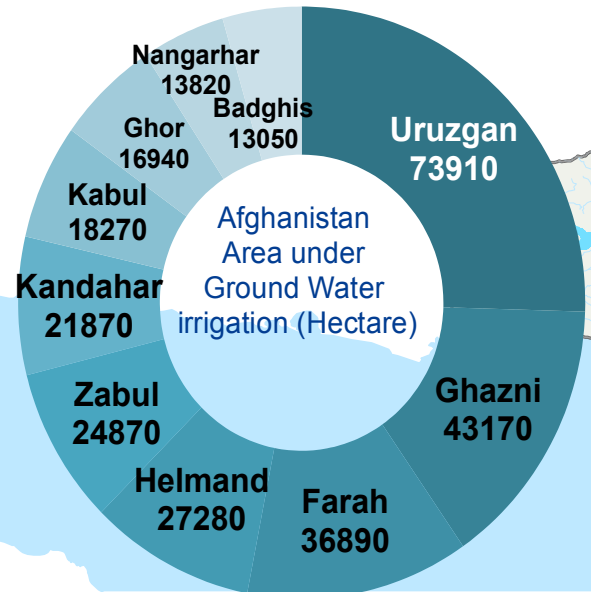 Afghanistan
Area under
Ground Water
irrigation (Hectare)
Uruzgan
73910
Ghazni
43170
Farah
36890
Helmand
27280
Zabul
24870
Kandahar
21870
Kabul
18270
Ghor
16940
Nangarhar
13820
Badghis
13050